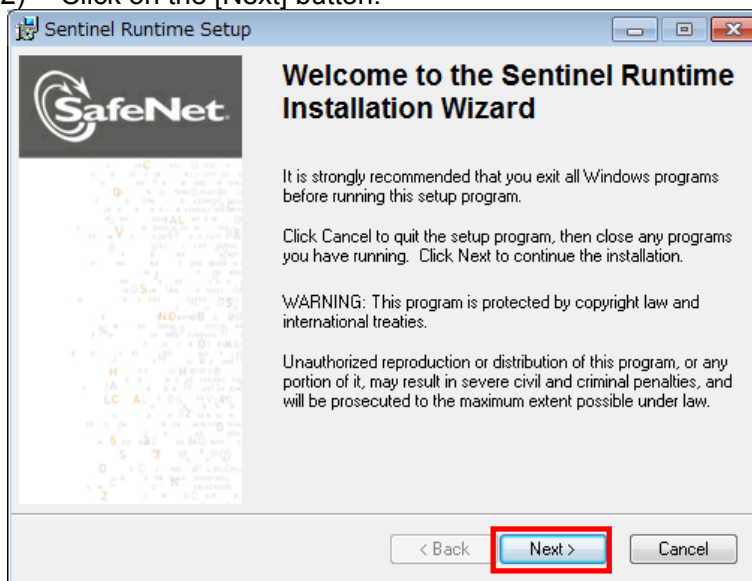 2) Click on the [Next] button.
Sentinel Runtime Setup
SafeNet.
Welcome to the Sentinel Runtime
Installation Wizard
It is strongly recommended that you exit all Windows programs
before running this setup program.
Click Cancel to quit the setup program, then close any programs
you have running. Click Next to continue the installation.
WARNING: This program is protected by copyright law and
international treaties.
Unauthorized reproduction or distribution of this program, or any
portion of it, may result in severe civil and criminal penalties, and
will be prosecuted to the maximum extent possible under law.
< Back
Next >
Cancel